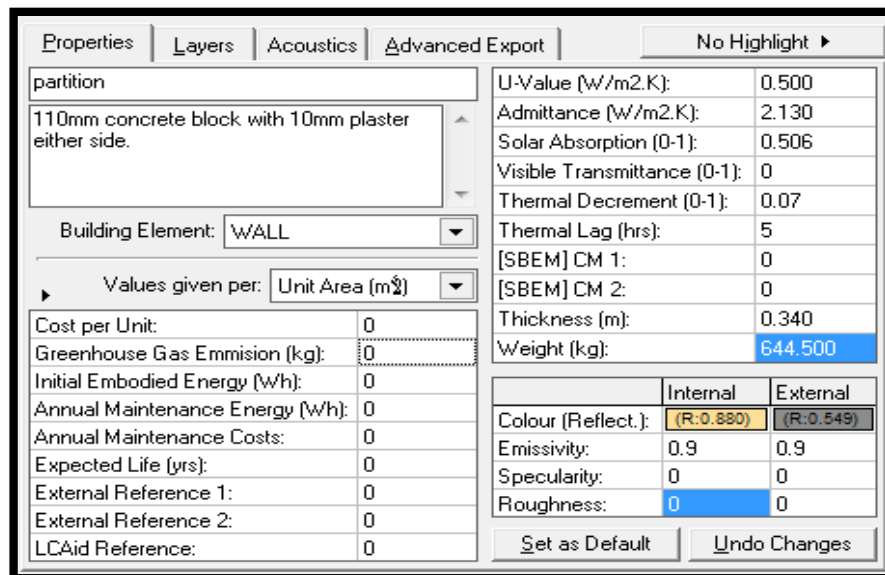 Properties Layers Acoustics Advanced Export No Highlight
partition
110mm concrete block with 10mm plaster
either side.
Building Element: WALL
Values given per: Unit Area (m²)
Cost per Unit: 0
Greenhouse Gas Emmision (kg): 0
Initial Embodied Energy (Wh): 0
Annual Maintenance Energy (Wh): 0
Annual Maintenance Costs: 0
Expected Life (yrs): 0
External Reference 1: 0
External Reference 2: 0
LCAid Reference: 0
U-Value (W/m2.K): 0.500
Admittance (W/m2.K): 2.130
Solar Absorption (0-1): 0.506
Visible Transmittance (0-1): 0
Thermal Decrement (0-1): 0.07
Thermal Lag (hrs): 5
[SBEM] CM 1: 0
[SBEM] CM 2: 0
Thickness (m): 0.340
Weight (kg): 644.500
Internal External
Colour (Reflect.): (R:0.880) (R:0.549)
Emissivity: 0.9 0.9
Specularity: 0 0
Roughness: 0 0
Set as Default Undo Changes